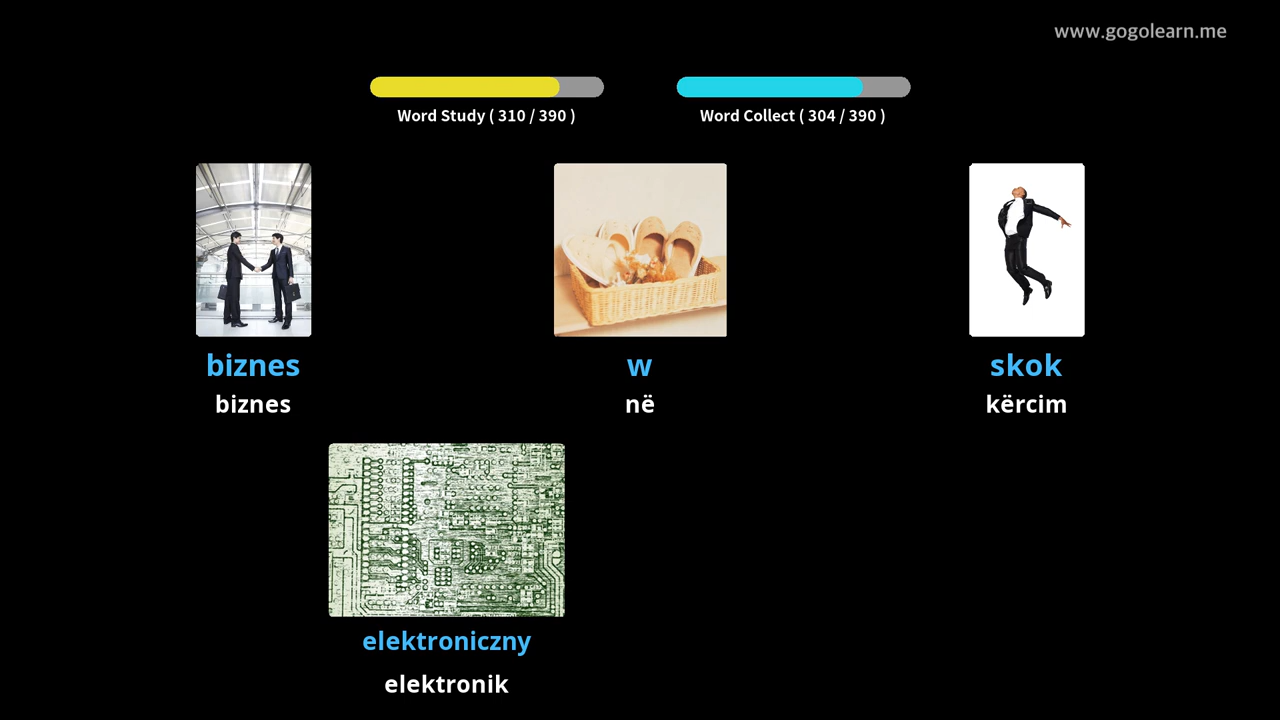 www.gogolearn.me
Word Study ( 310 / 390 )
Word Collect ( 304 / 390 )
biznes
biznes
w
në
skok
kërcim
elektroniczny
elektronik